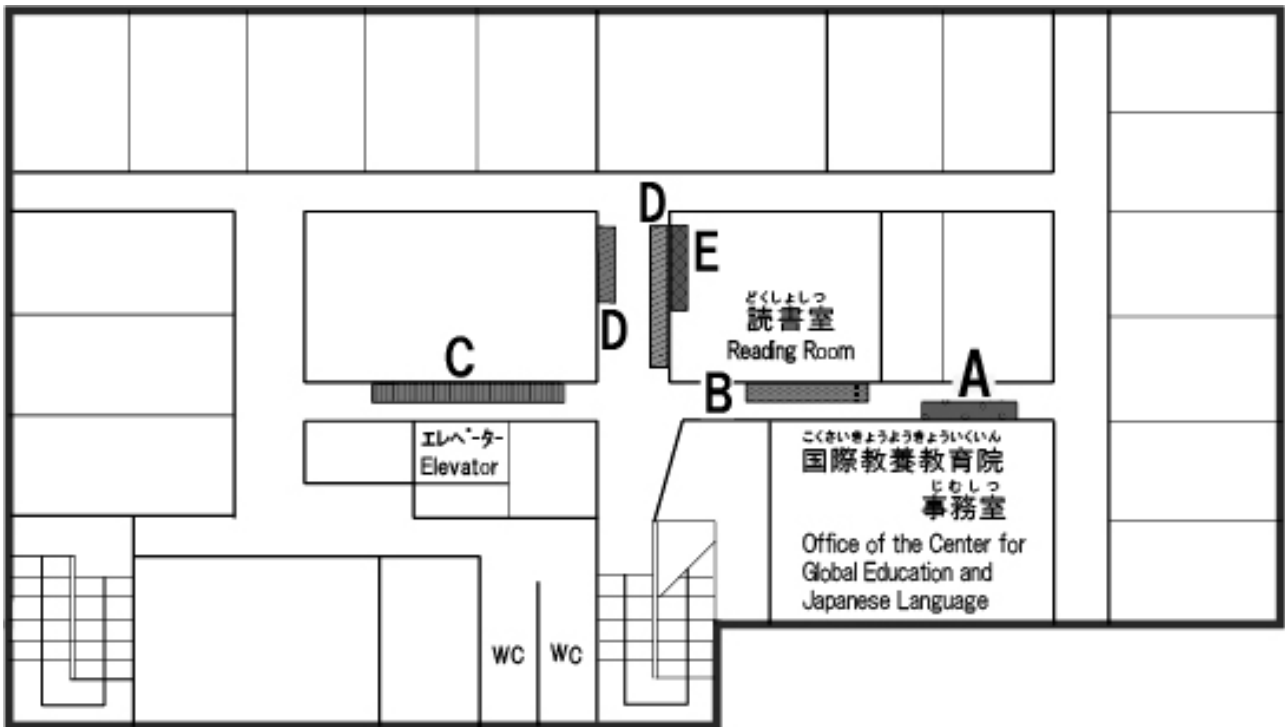 D
E
どくしょしつ
読書室
Reading Room
D
C
B
A
エレベーター
Elevator
こくさいきょうようきょういくいん
国際教養教育院
じむしつ
事務室
Office of the Center for
Global Education and
Japanese Language
WC
WC